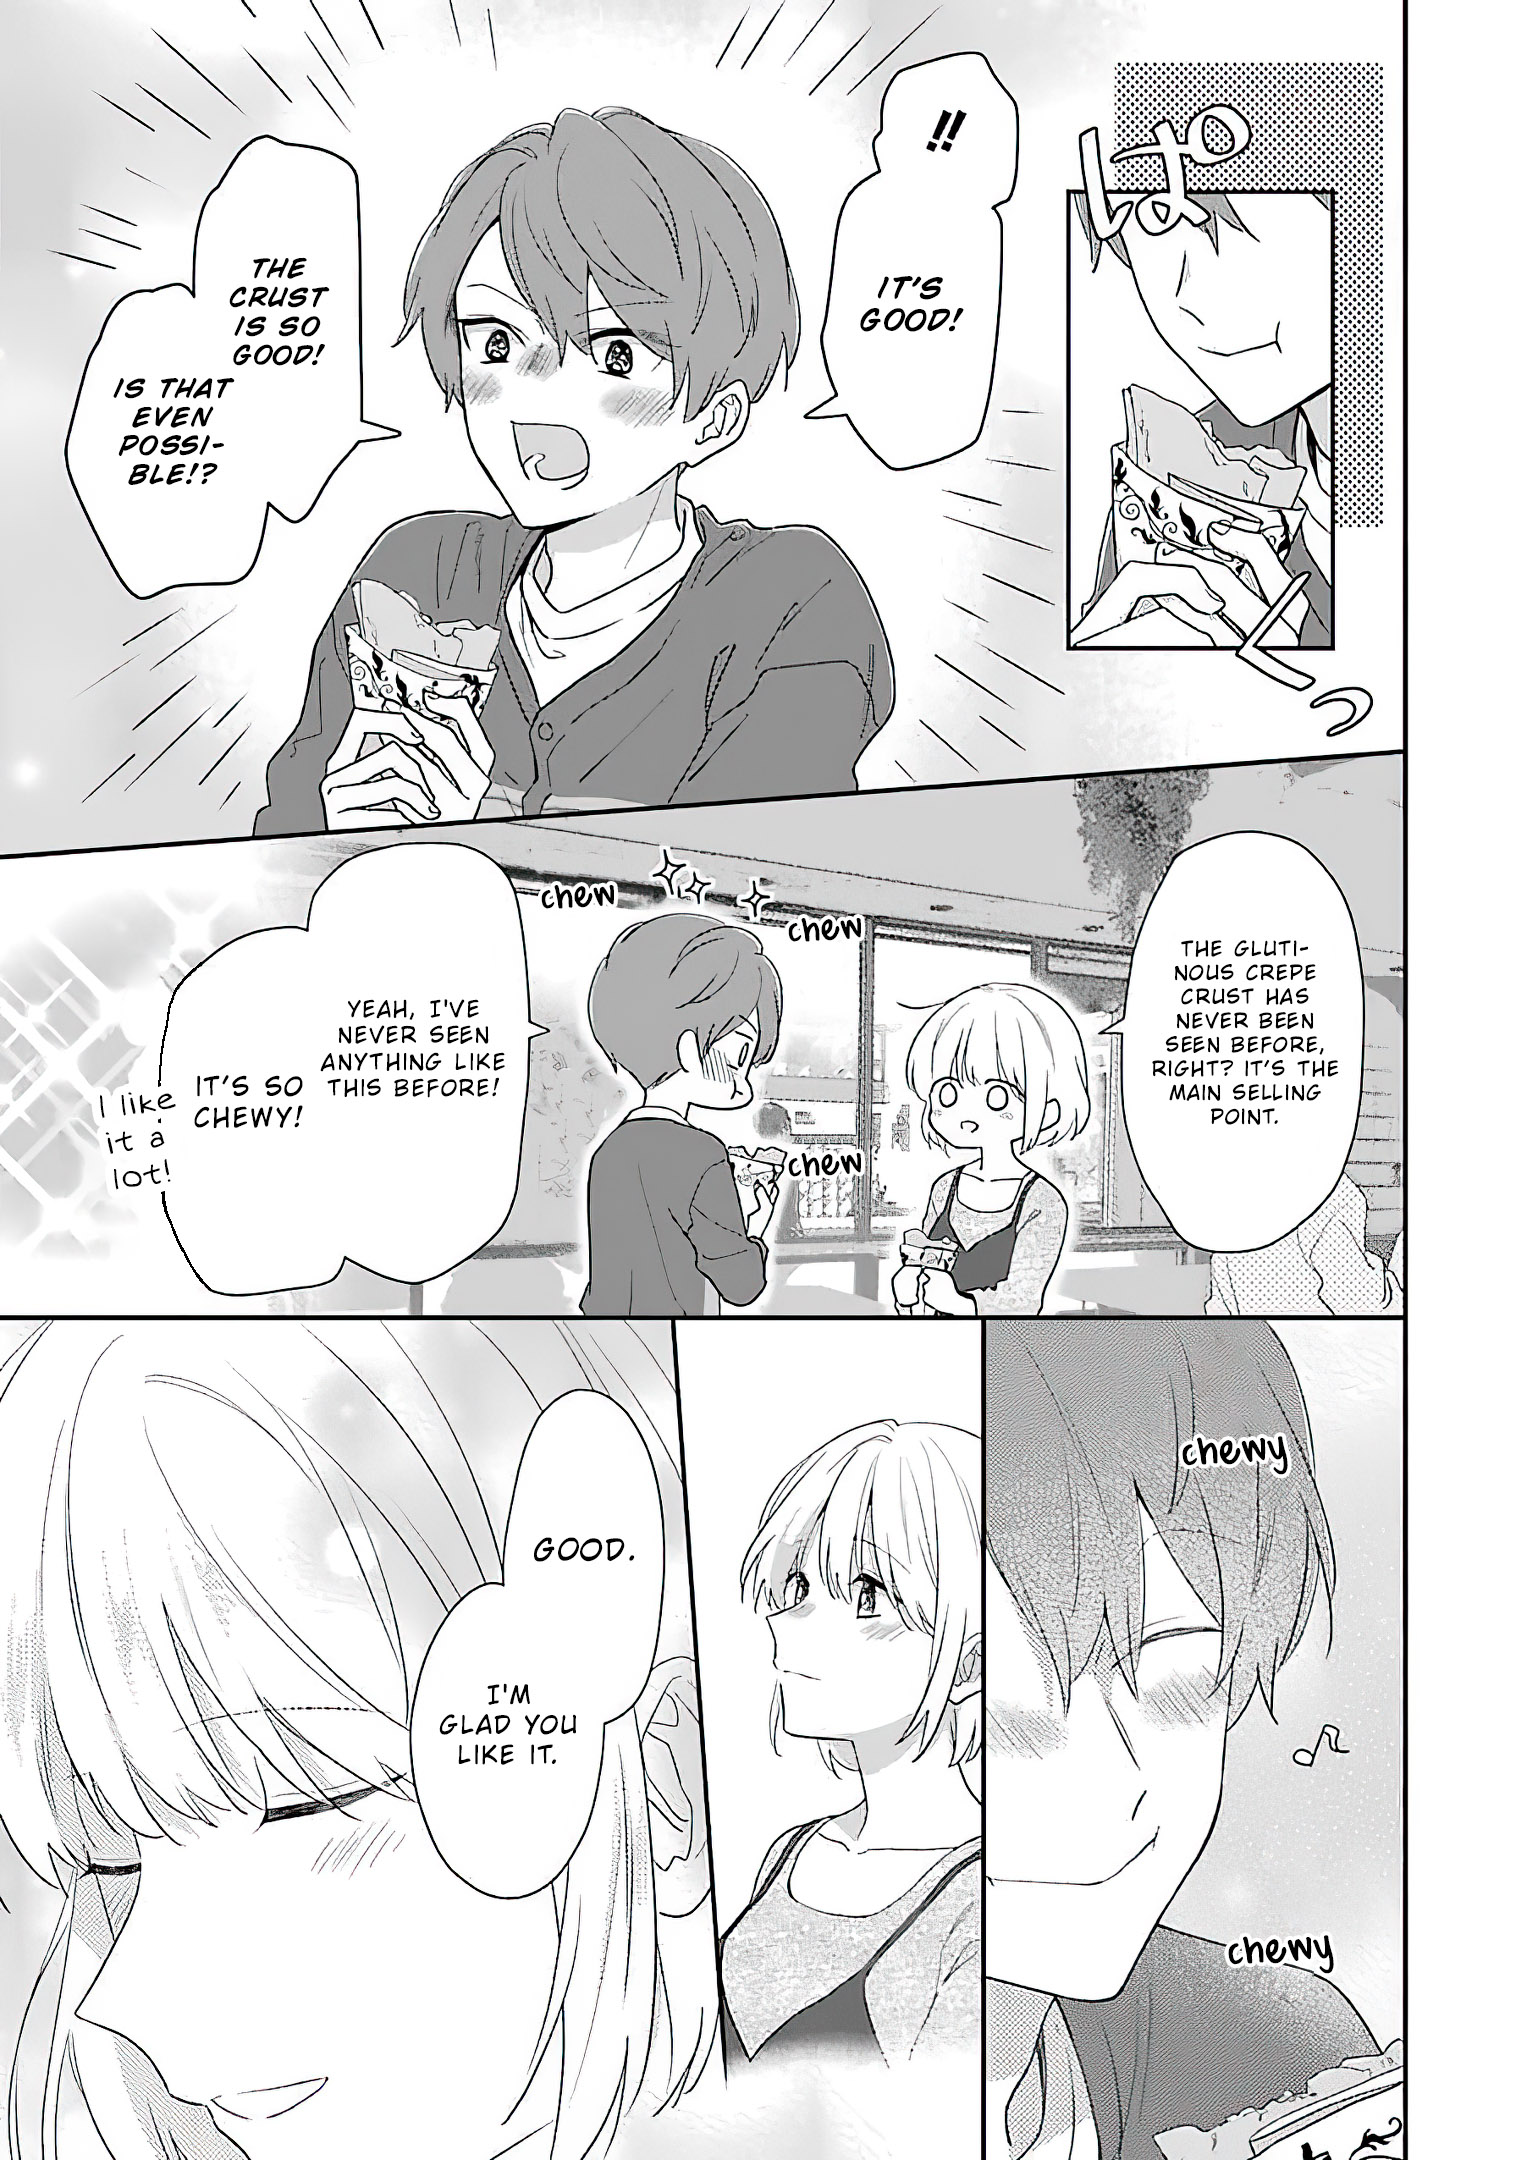 ぱくっ
!!
IT'S
GOOD!
THE
CRUST
IS SO
GOOD!
IS THAT
EVEN
POSSI-
BLE!?
THE GLUTI-
NOUS CREPE
CRUST HAS
NEVER BEEN
SEEN BEFORE,
RIGHT? IT'S THE
MAIN SELLING
POINT.
chew
chew
chew
YEAH, I'VE
NEVER SEEN
ANYTHING LIKE
THIS BEFORE!
IT'S SO
CHEWY!
I like
it a
lot!
chewy
chewy
GOOD.
I'M
GLAD YOU
LIKE IT.